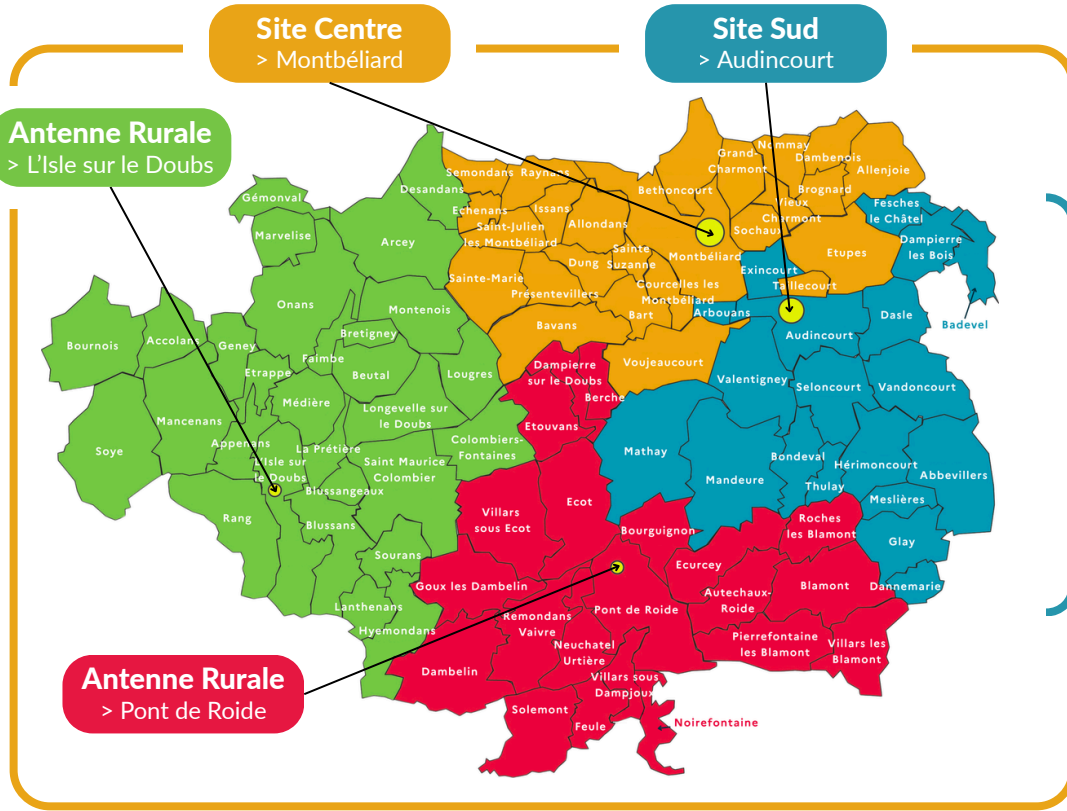 Site Centre
> Montbéliard
Site Sud
> Audincourt
Antenne Rurale
> L'Isle sur le Doubs
Antenne Rurale
> Pont de Roide
Nommay
Grand-
Charmont
Dambenois
Allenjoie
Semondans
Raynans
Desandans
Bethoncourt
Brognard
Gémonval
Echenans
Issans
Vieux
Charmont
Fesches
le Châtel
Saint-Julien
les Montbéliard
Allondans
Sochaux
Marvelise
Arcey
Dampierre
les Bois
Sainte
Suzanne
Montbéliard
Etupes
Dung
Exincourt
Sainte-Marie
Taillecourt
Courcelles les
Montbéliard
Présentevillers
Onans
Montenois
Bart
Arbouans
Dasle
Badevel
Bavans
Bretigney
Audincourt
Accolans
Bournois
Geney
Faimbe
Voujeaucourt
Dampierre
sur le Doubs
Etrappe
Beutal
Lougres
Valentigney
Seloncourt
Vandoncourt
Berche
Médière
Longevelle sur
le Doubs
Mancenans
Etouvans
Appenans
La Prétière
Colombiers-
Fontaines
Soye
Mathay
Bondeval
L'Isle sur
le Doubs
Saint Maurice
Colombier
Hérimoncourt
Abbevillers
Mandeure
Thulay
Blussangeaux
Meslières
Ecot
Villars
sous Ecot
Rang
Blussans
Bourguignon
Roches
les Blamont
Glay
Sourans
Ecurcey
Goux les Dambelin
Blamont
Dannemarie
Autechaux-
Roide
Lanthenans
Pont de Roide
Remondans
Vaivre
Hyemondans
Pierrefontaine
les Blamont
Villars les
Blamont
Neuchatel
Urtière
Dambelin
Villars sous
Dampjoux
Solemont
Feule
Noirefontaine